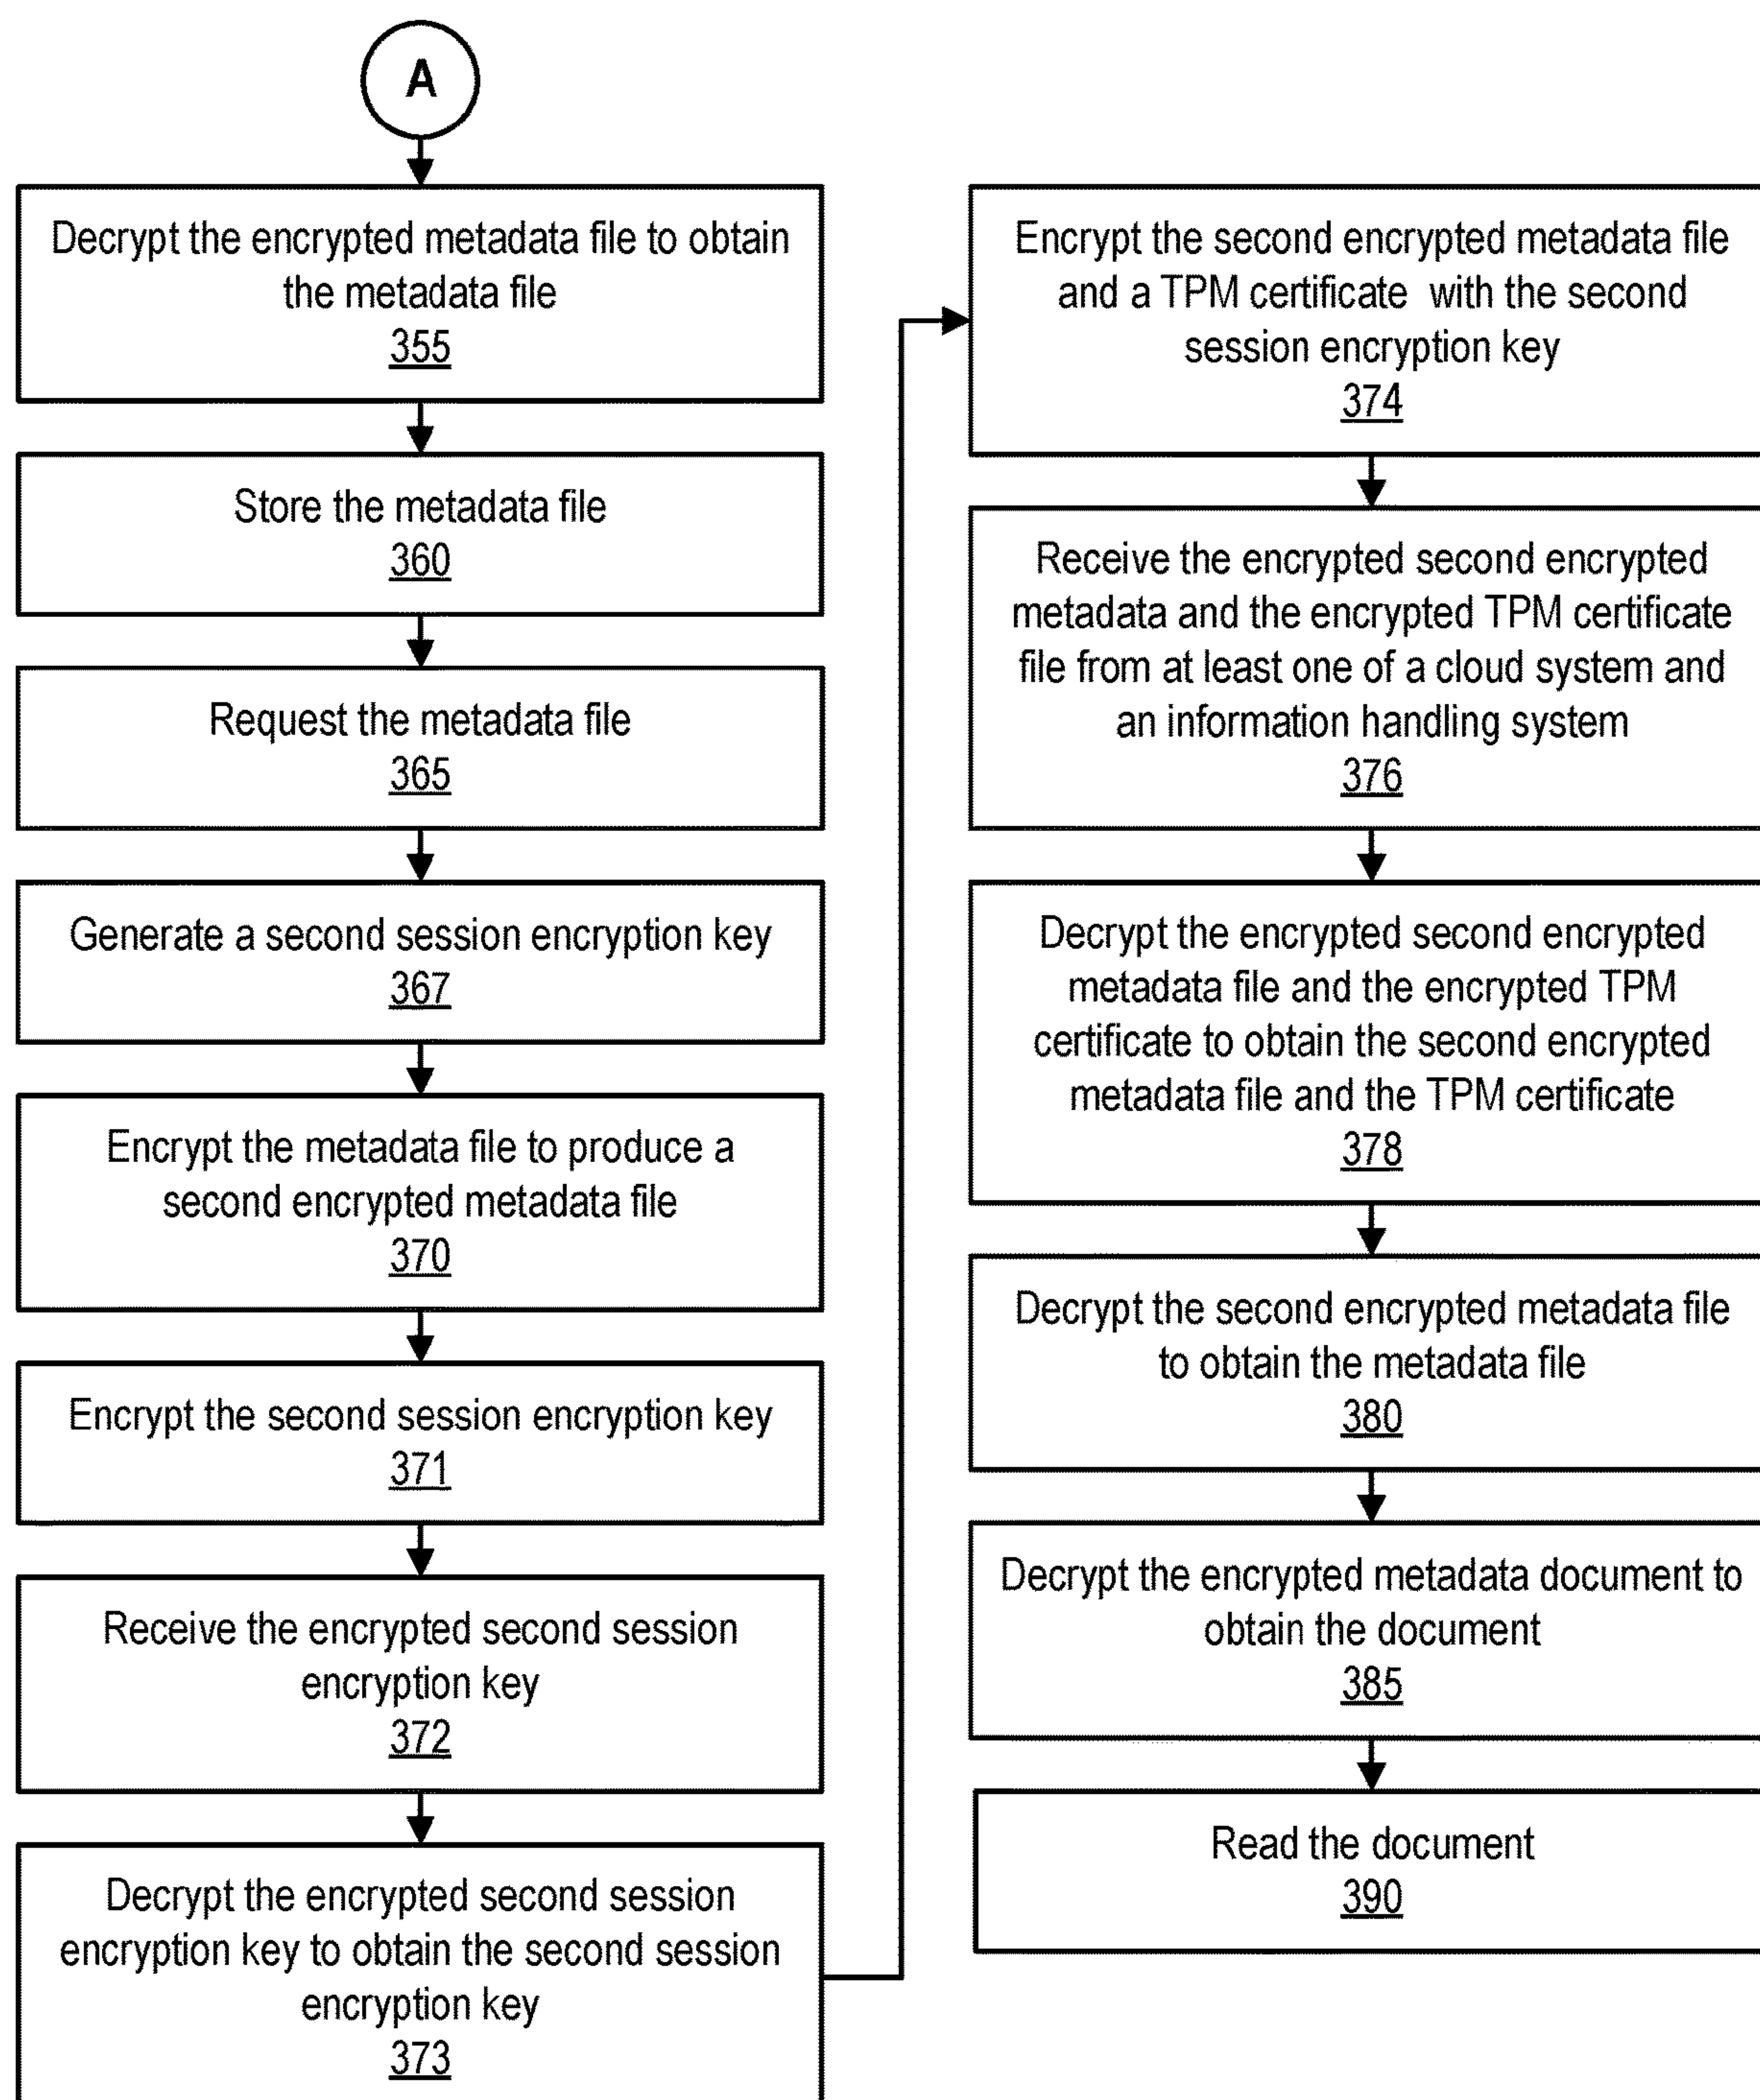 A
Decrypt the encrypted metadata file to obtain
the metadata file
355
Store the metadata file
360
Request the metadata file
365
Generate a second session encryption key
367
Encrypt the metadata file to produce a
second encrypted metadata file
370
Encrypt the second session encryption key
371
Receive the encrypted second session
encryption key
372
Decrypt the encrypted second session
encryption key to obtain the second session
encryption key
373
Encrypt the second encrypted metadata file
and a TPM certificate with the second
session encryption key
374
Receive the encrypted second encrypted
metadata and the encrypted TPM certificate
file from at least one of a cloud system and
an information handling system
376
Decrypt the encrypted second encrypted
metadata file and the encrypted TPM
certificate to obtain the second encrypted
metadata file and the TPM certificate
378
Decrypt the second encrypted metadata file
to obtain the metadata file
380
Decrypt the encrypted metadata document to
obtain the document
385
Read the document
390